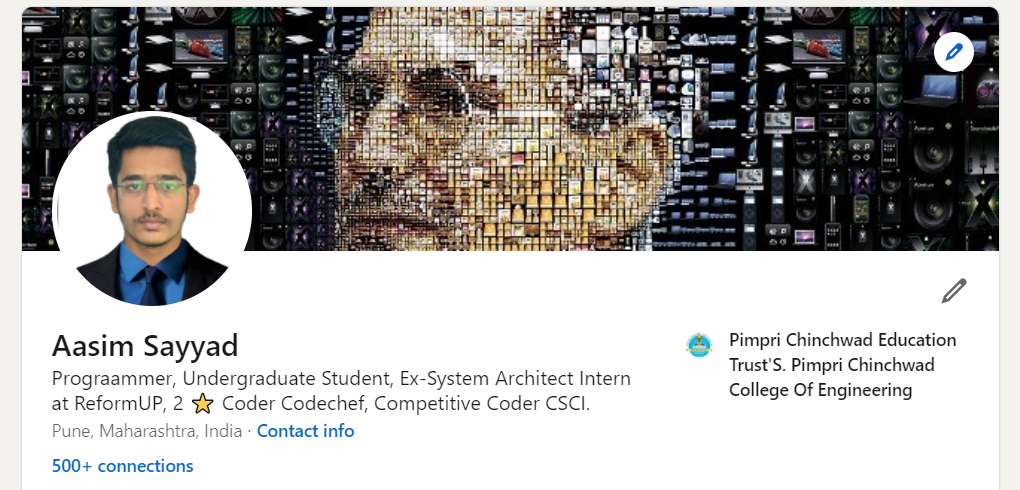 Aasim Sayyad
Prograammer, Undergraduate Student, Ex-System Architect Intern
at ReformUP, 2 ⭐ Coder Codechef, Competitive Coder CSCI.
Pune, Maharashtra, India · Contact info
500+ connections
Pimpri Chinchwad Education
Trust'S. Pimpri Chinchwad
College Of Engineering